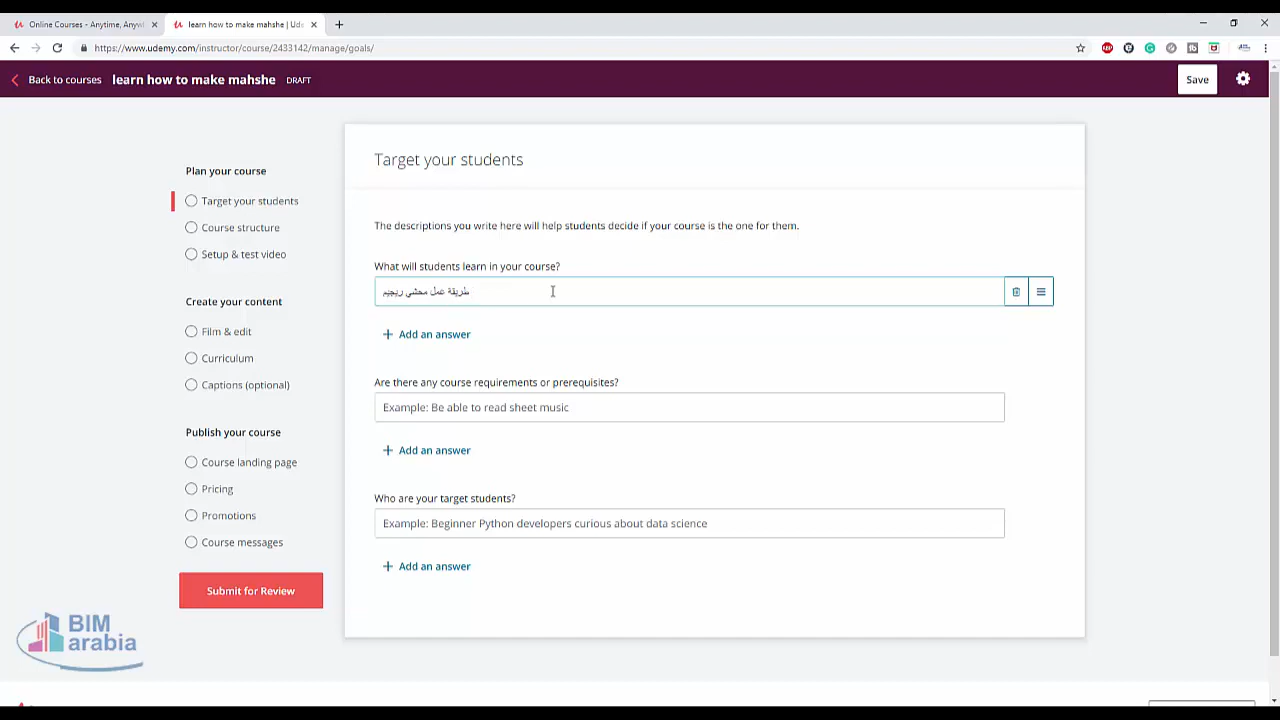 Online Courses - Anytime, Anyw
learn how to make mahshe | Ude
https://www.udemy.com/instructor/course/2433142/manage/goals/
Back to courses
learn how to make mahshe
DRAFT
Save
Plan your course
Target your students
Course structure
Setup & test video
Create your content
Film & edit
Curriculum
Captions (optional)
Publish your course
Course landing page
Pricing
Promotions
Course messages
Submit for Review
Target your students
The descriptions you write here will help students decide if your course is the one for them.
What will students learn in your course?
طريقة عمل محشي ريجيم
Add an answer
Are there any course requirements or prerequisites?
Example: Be able to read sheet music
Add an answer
Who are your target students?
Example: Beginner Python developers curious about data science
Add an answer
BIM
arabia